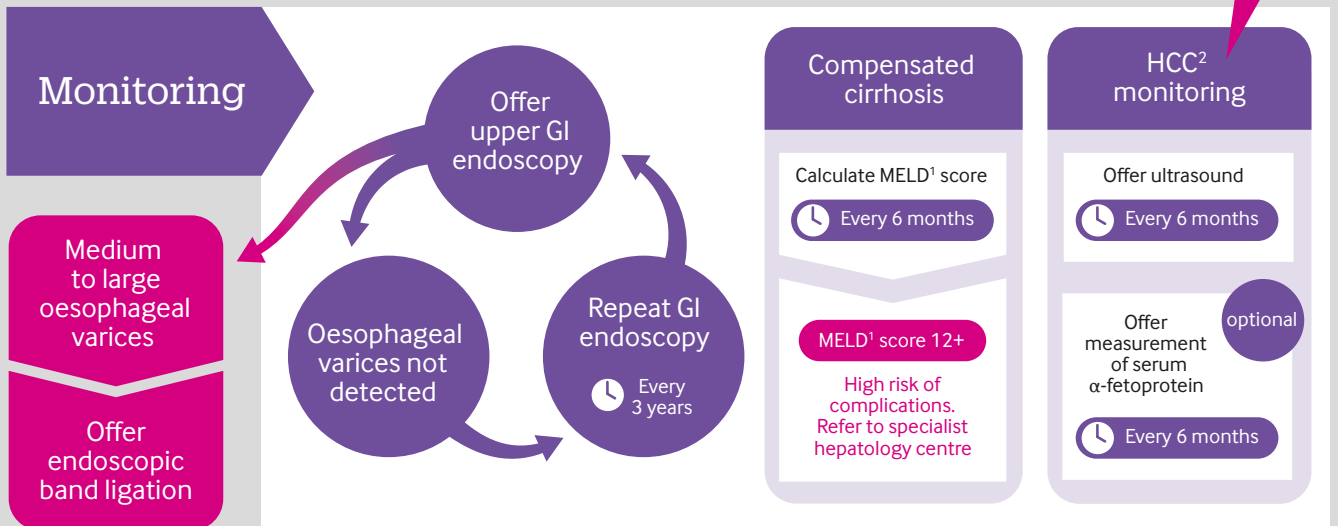 Monitoring
Medium
to large
oesophageal
varices
Offer
endoscopic
band ligation
Offer
upper GI
endoscopy
Oesophageal
varices not
detected
Repeat GI
endoscopy
Every
3 years
Compensated
cirrhosis
Calculate MELD¹ score
Every 6 months
MELD¹ score 12+
High risk of
complications.
Refer to specialist
hepatology centre
HCC²
monitoring
Offer ultrasound
Every 6 months
optional
Offer
measurement
of serum
α-fetoprotein
Every 6 months